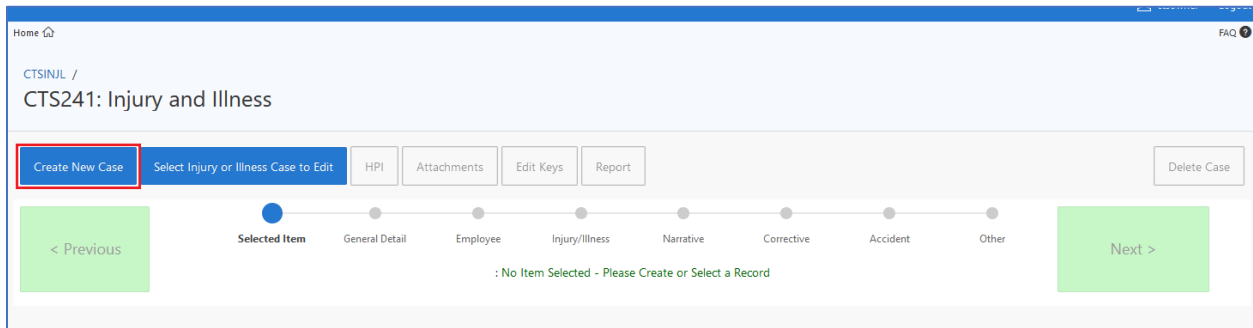 Home
FAQ
CTSINJL /
CTS241: Injury and Illness
Create New Case
Select Injury or Illness Case to Edit
HPI
Attachments
Edit Keys
Report
Delete Case
< Previous
Selected Item
General Detail
Employee
Injury/Illness
Narrative
Corrective
Accident
Other
Next >
: No Item Selected - Please Create or Select a Record